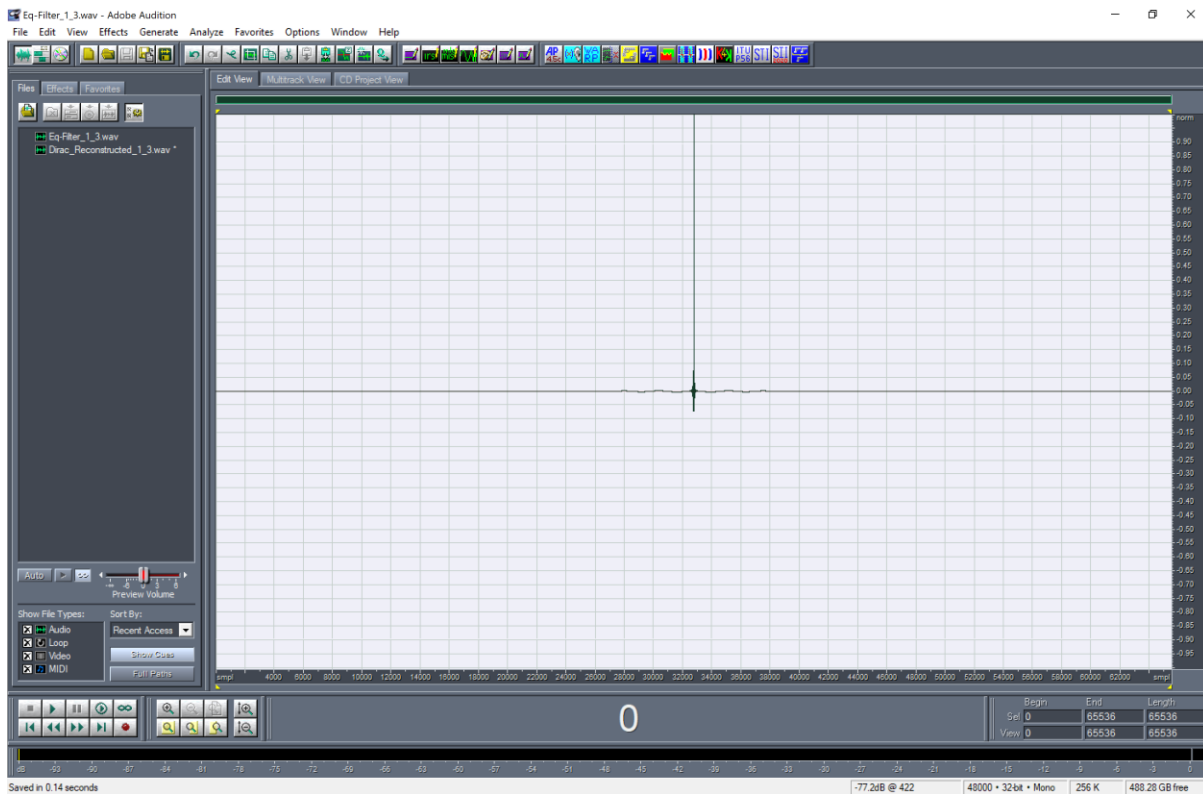 Eq-Filter_1_3.wav - Adobe Audition
File Edit View Effects Generate Analyze Favorites Options Window Help
Files Effects Favorites
Edit View Multitrack View CD Project View
Eq-Filter_1_3.wav
Dirac_Reconstructed_1_3.wav *
norm
0.90
0.85
0.80
0.75
0.70
0.65
0.60
0.55
0.50
0.45
0.40
0.35
0.30
0.25
0.20
0.15
0.10
0.05
0.00
-0.05
-0.10
-0.15
-0.20
-0.25
-0.30
-0.35
-0.40
-0.45
-0.50
-0.55
-0.60
-0.65
-0.70
-0.75
-0.80
-0.85
-0.90
-0.95
Auto
Preview Volume
Show File Types: Sort By:
Audio Recent Access
Loop
Video Show Cues
MIDI Full Paths
smpl 4000 6000 8000 10000 12000 14000 16000 18000 20000 22000 24000 26000 28000 30000 32000 34000 36000 38000 40000 42000 44000 46000 48000 50000 52000 54000 56000 58000 60000 62000 smpl
0
Begin End Length
Sel 0 65536 65536
View 0 65536 65536
dB -93 -90 -87 -84 -81 -78 -75 -72 -69 -66 -63 -60 -57 -54 -51 -48 -45 -42 -39 -36 -33 -30 -27 -24 -21 -18 -15 -12 -9 -6 -3 0
Saved in 0.14 seconds -77.2dB @ 422 48000 • 32-bit • Mono 256 K 488.28 GB free